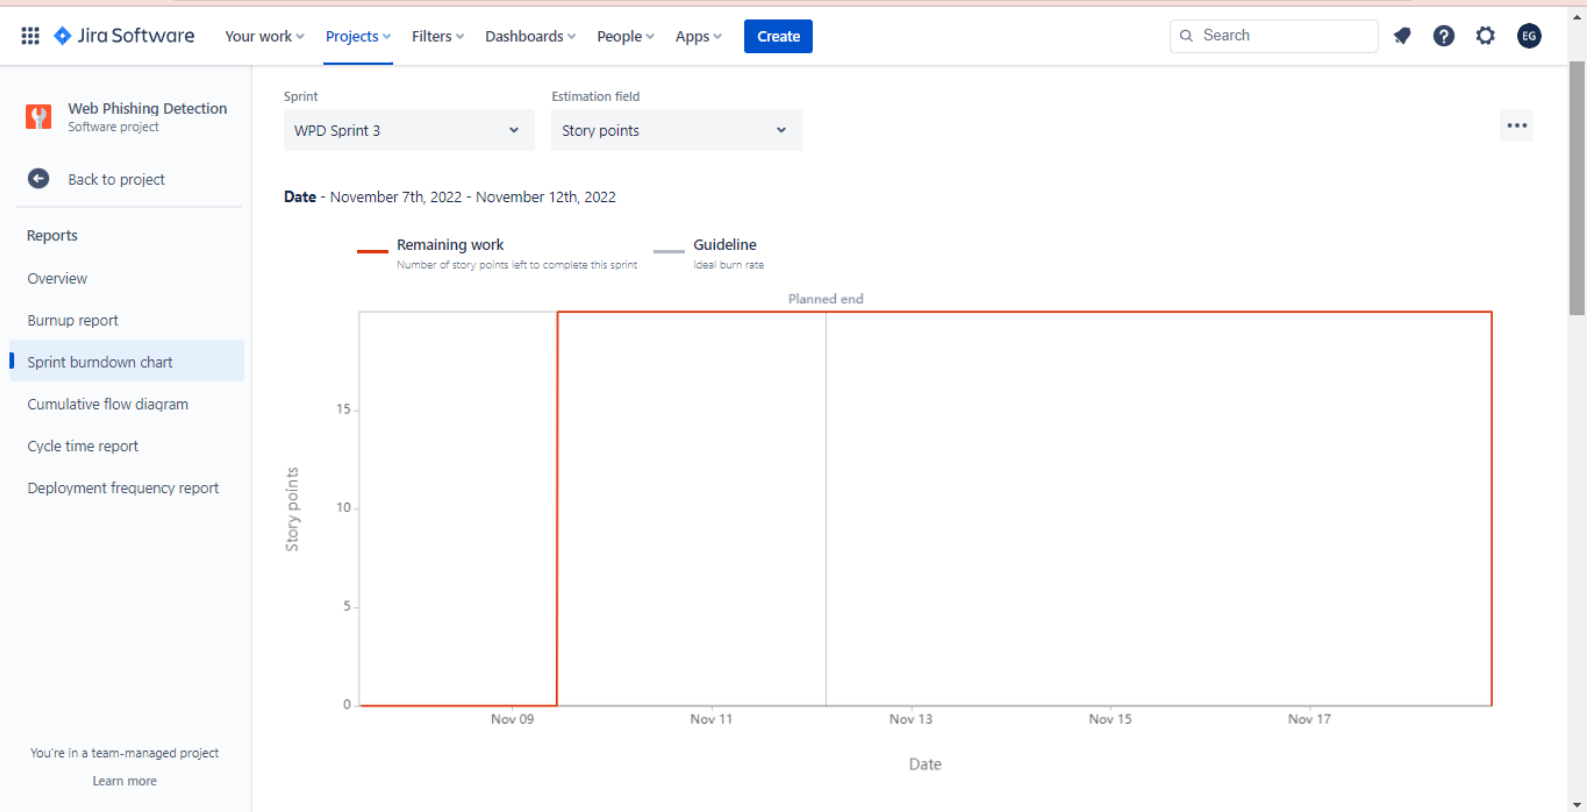 Jira Software Your work Projects Filters Dashboards People Apps Create Search EG
Web Phishing Detection
Software project
Back to project
Reports
Overview
Burnup report
Sprint burndown chart
Cumulative flow diagram
Cycle time report
Deployment frequency report
You're in a team-managed project
Learn more
Sprint Estimation field
WPD Sprint 3 Story points
Date - November 7th, 2022 - November 12th, 2022
Remaining work Guideline
Number of story points left to complete this sprint Ideal burn rate
Planned end
15
10
5
0
Story points
Nov 09 Nov 11 Nov 13 Nov 15 Nov 17
Date